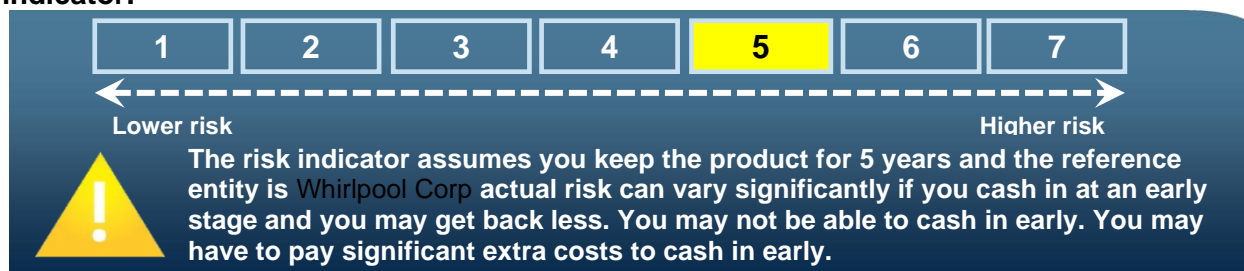 indicator:
1 2 3 4 5 6 7
Lower risk Higher risk
The risk indicator assumes you keep the product for 5 years and the reference
entity is Whirlpool Corp actual risk can vary significantly if you cash in at an early
stage and you may get back less. You may not be able to cash in early. You may
have to pay significant extra costs to cash in early.